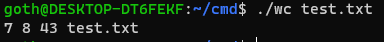 goth@DESKTOP-DT6FEKF:~/cmd$ ./wc test.txt
7 8 43 test.txt